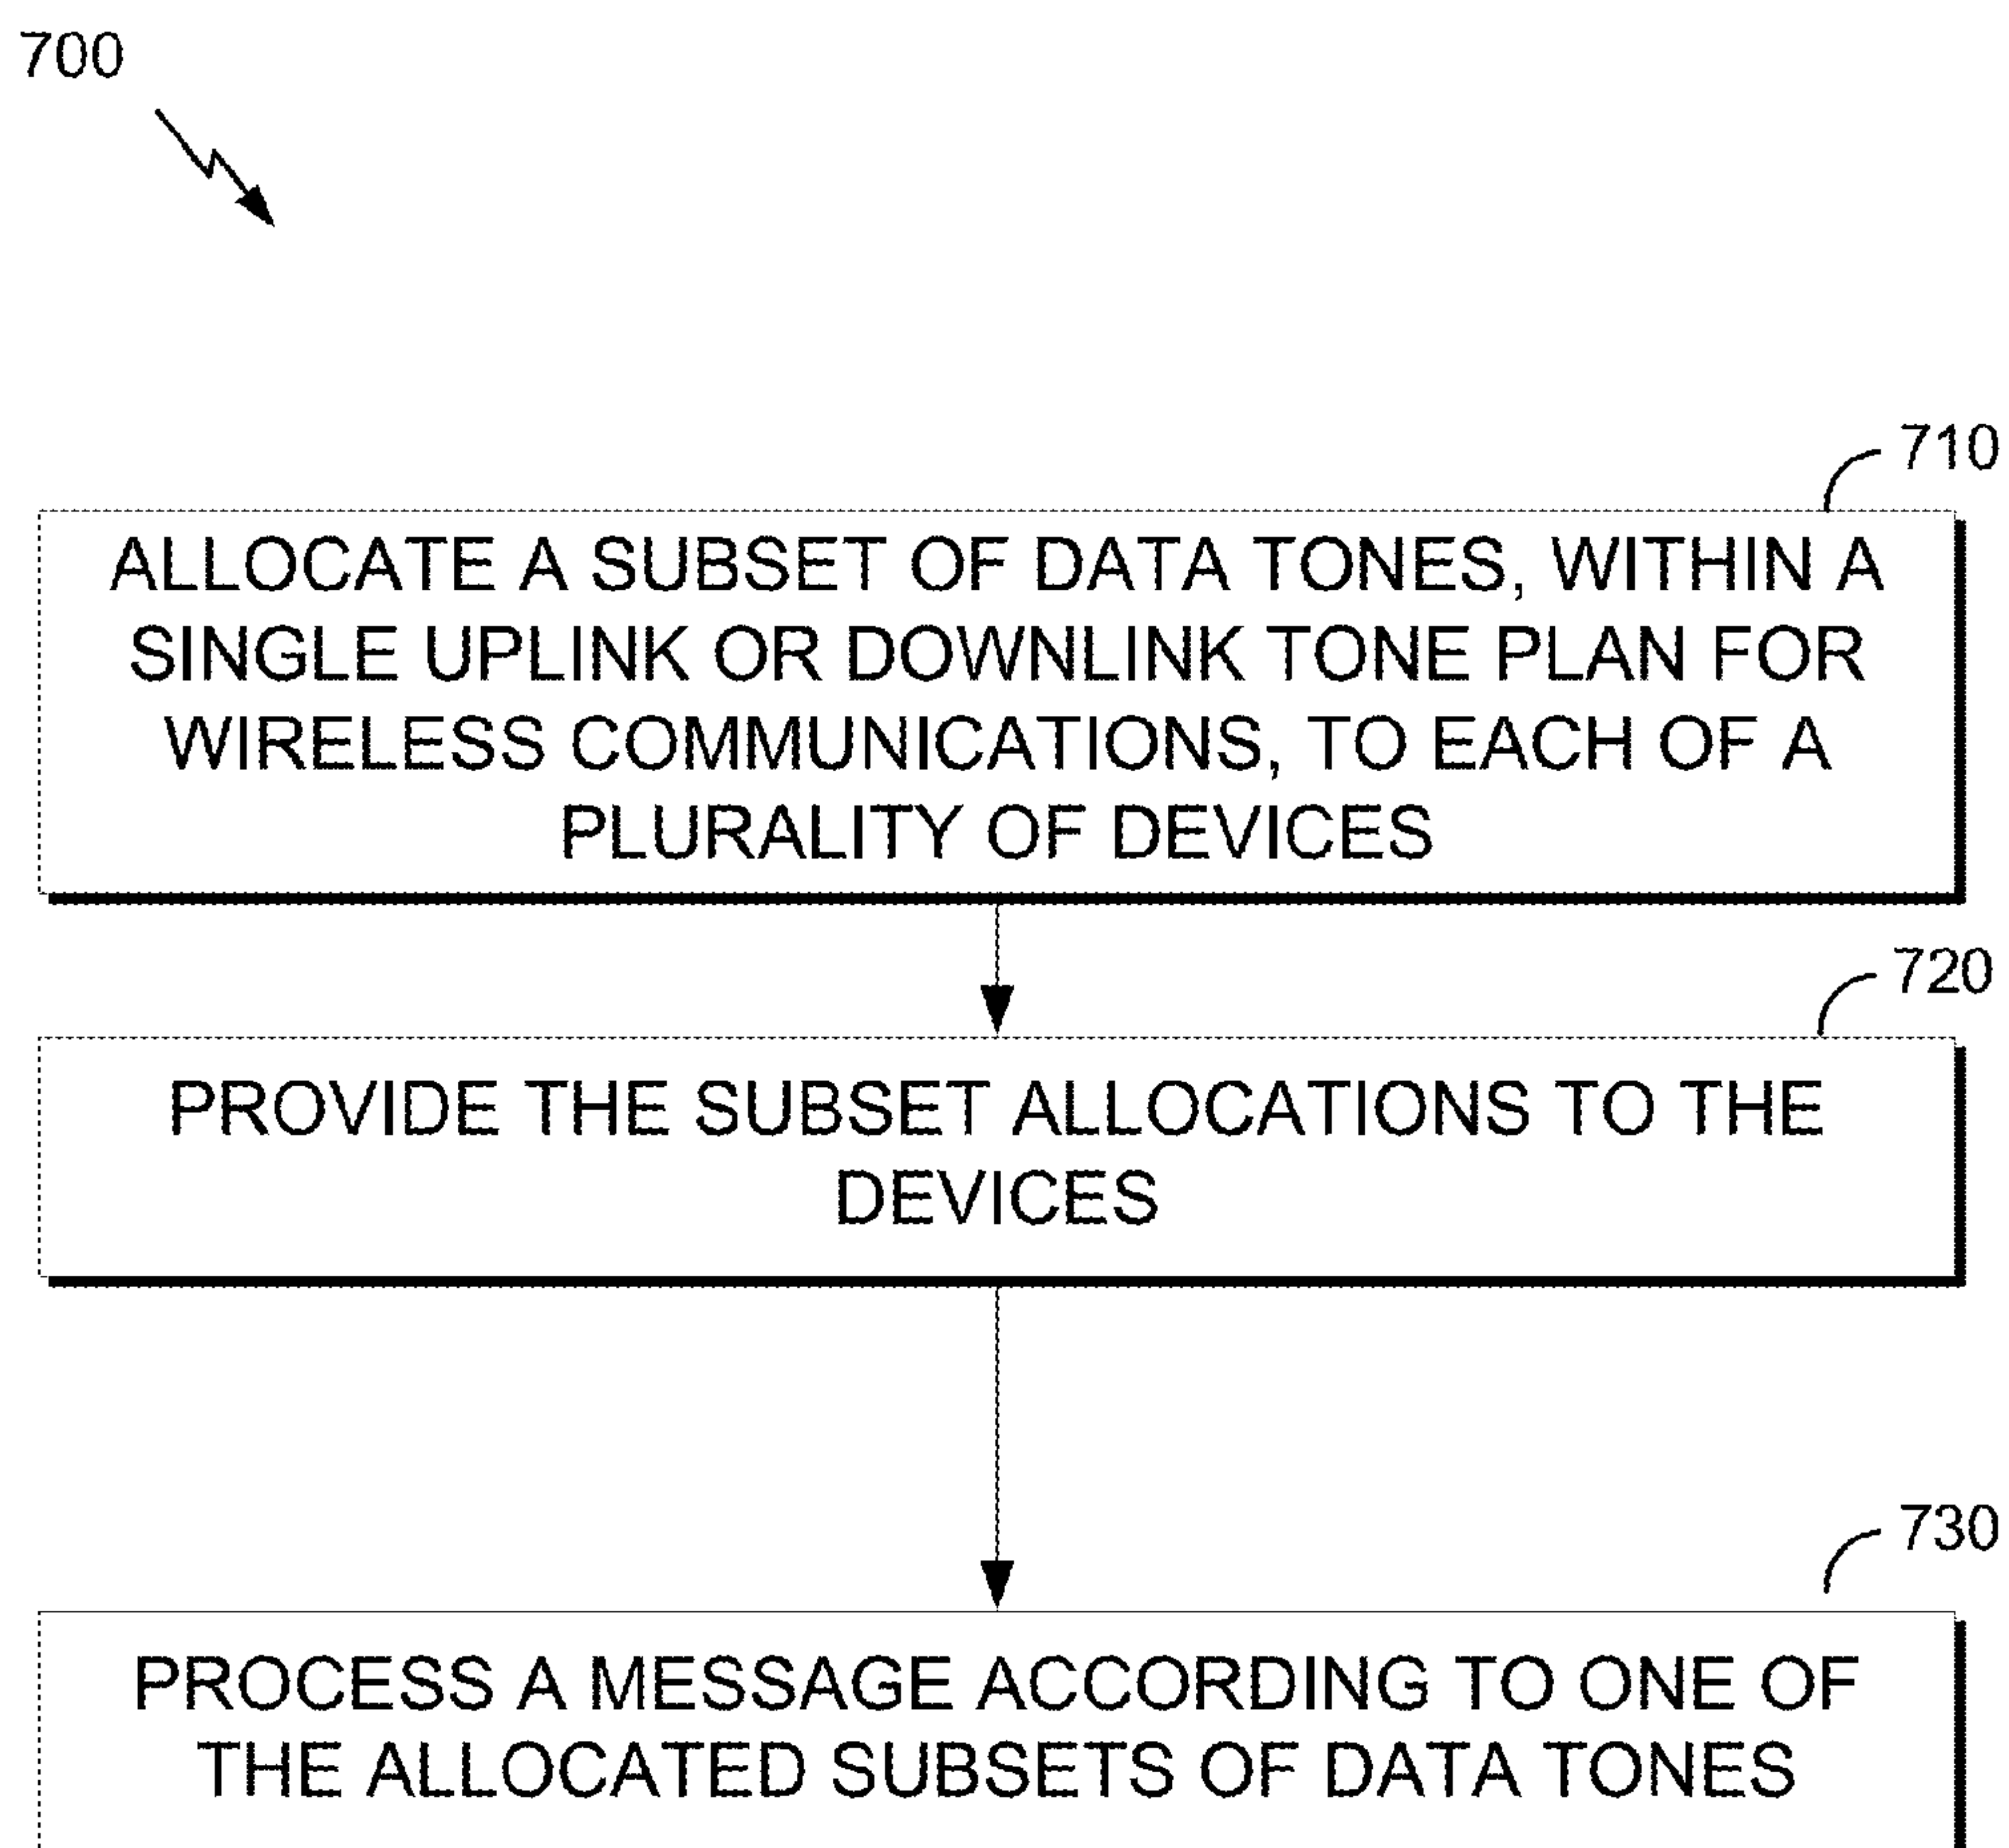 700
710
ALLOCATE A SUBSET OF DATA TONES, WITHIN A
SINGLE UPLINK OR DOWNLINK TONE PLAN FOR
WIRELESS COMMUNICATIONS, TO EACH OF A
PLURALITY OF DEVICES
720
PROVIDE THE SUBSET ALLOCATIONS TO THE
DEVICES
730
PROCESS A MESSAGE ACCORDING TO ONE OF
THE ALLOCATED SUBSETS OF DATA TONES